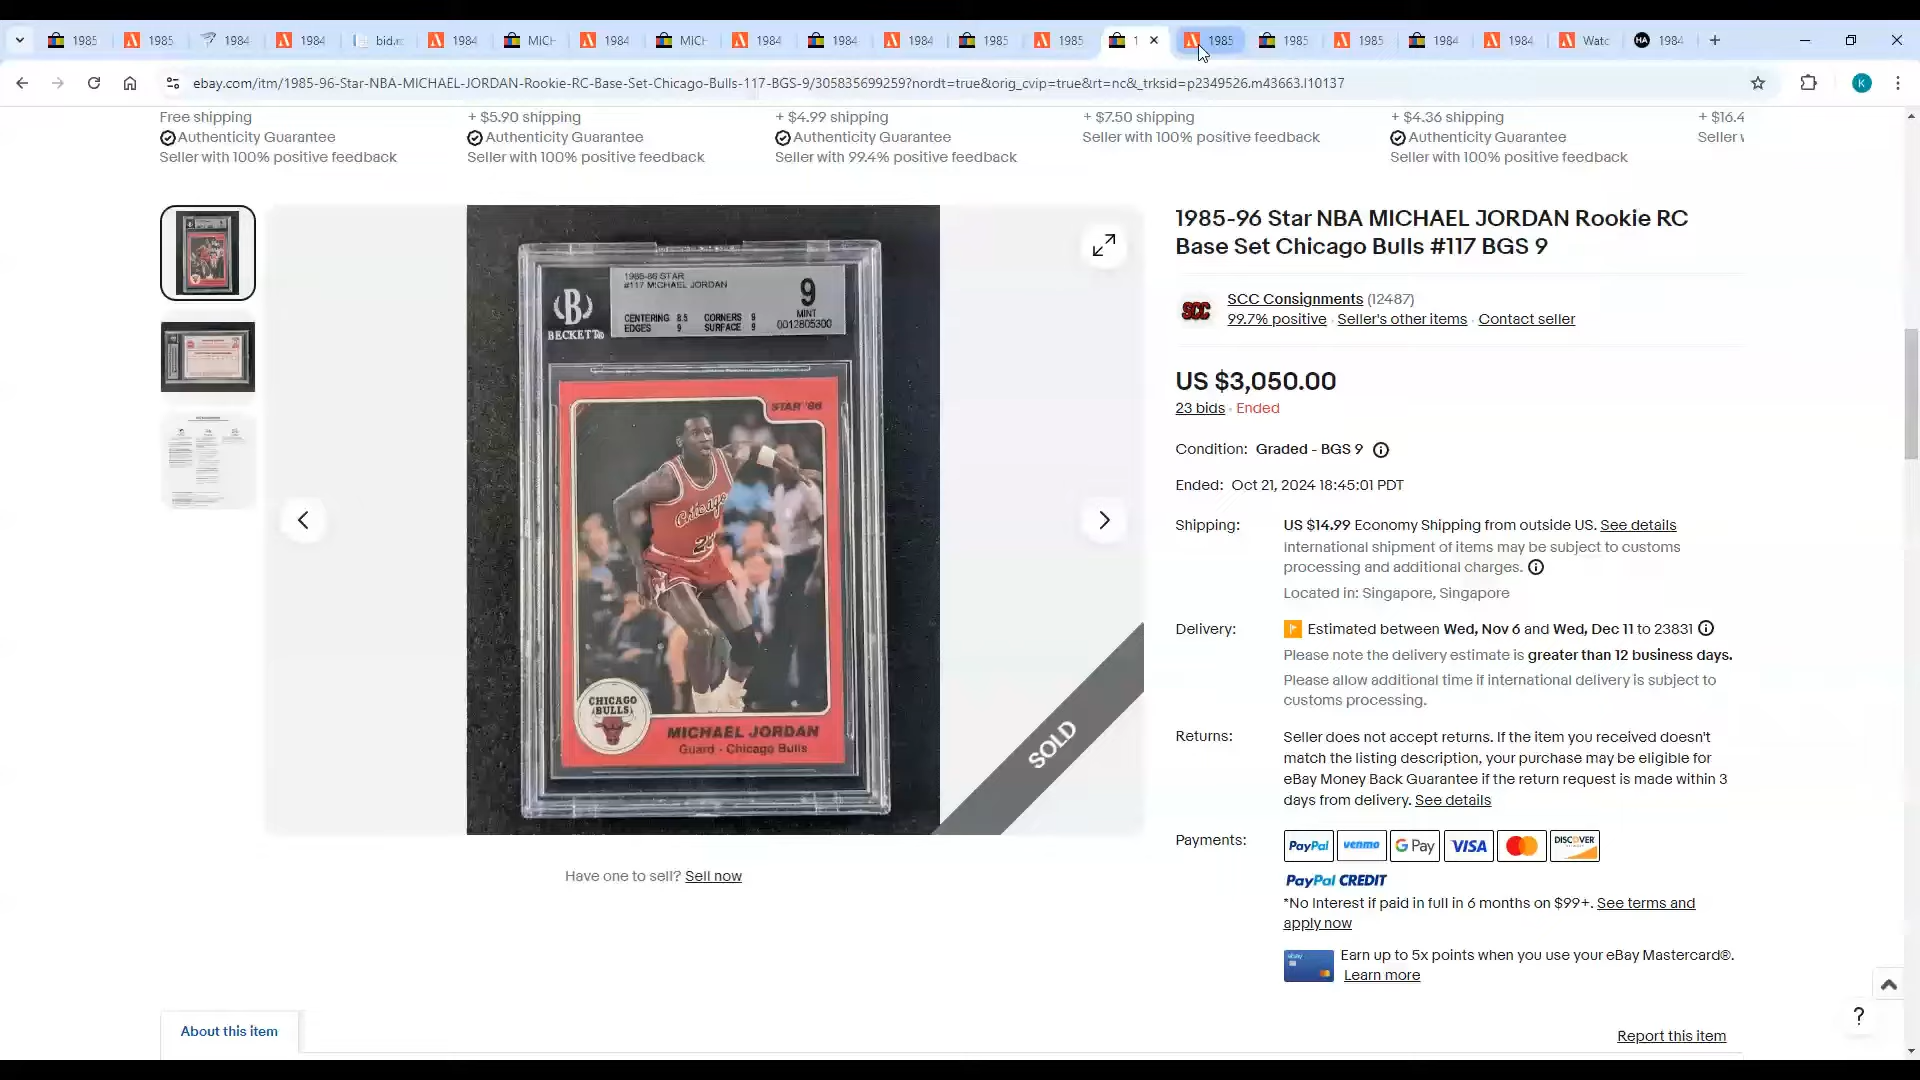 1985
1985
1984
1984
bid.
1984
MICH
1984
MICH
1984
1984
1984
1985
1985
1
1985
1985
1985
1984
1984
Watc
HA
1984
ebay.com/itm/1985-96-Star-NBA-MICHAEL-JORDAN-Rookie-RC-Base-Set-Chicago-Bulls-117-BGS-9/305835699259?nordt=true&orig_cvip=true&rt=nc&_trksid=p2349526.m43663.l10137
K
Free shipping
Authenticity Guarantee
Seller with 100% positive feedback
+ $5.90 shipping
Authenticity Guarantee
Seller with 100% positive feedback
+ $4.99 shipping
Authenticity Guarantee
Seller with 99.4% positive feedback
+ $7.50 shipping
Seller with 100% positive feedback
+ $4.36 shipping
Authenticity Guarantee
Seller with 100% positive feedback
+ $16.4
Seller
1985-86 STAR
#117 MICHAEL JORDAN
9
MINT
CENTERING 8.5 CORNERS 9
EDGES 9 SURFACE 9
0012805300
B
BECKETT
STAR '86
Chicago
CHICAGO
BULLS
MICHAEL JORDAN
Guard - Chicago Bulls
SOLD
Have one to sell? Sell now
1985-96 Star NBA MICHAEL JORDAN Rookie RC
Base Set Chicago Bulls #117 BGS 9
SCC
SCC Consignments (12487)
99.7% positive · Seller's other items · Contact seller
US $3,050.00
23 bids · Ended
Condition: Graded - BGS 9
Ended: Oct 21, 2024 18:45:01 PDT
Shipping: US $14.99 Economy Shipping from outside US. See details
International shipment of items may be subject to customs
processing and additional charges.
Located in: Singapore, Singapore
Delivery: Estimated between Wed, Nov 6 and Wed, Dec 11 to 23831
Please note the delivery estimate is greater than 12 business days.
Please allow additional time if international delivery is subject to
customs processing.
Returns: Seller does not accept returns. If the item you received doesn't
match the listing description, your purchase may be eligible for
eBay Money Back Guarantee if the return request is made within 3
days from delivery. See details
Payments: PayPal venmo G Pay VISA DISCOVER
PayPal CREDIT
*No Interest if paid in full in 6 months on $99+. See terms and
apply now
Earn up to 5x points when you use your eBay Mastercard®.
Learn more
About this item
Report this item
?